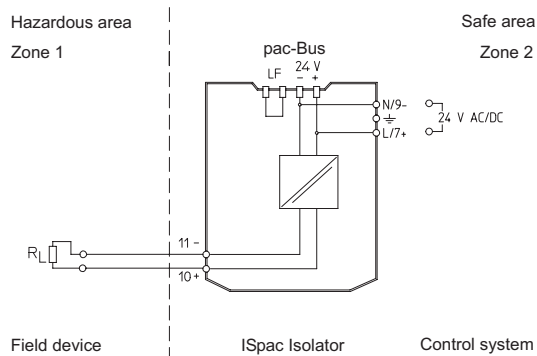 Hazardous area
Safe area
Zone 1
Zone 2
pac-Bus
LF
24 V
- +
N/9-
L/7+
24 V AC/DC
RL
11 -
10 +
Field device
ISpac Isolator
Control system